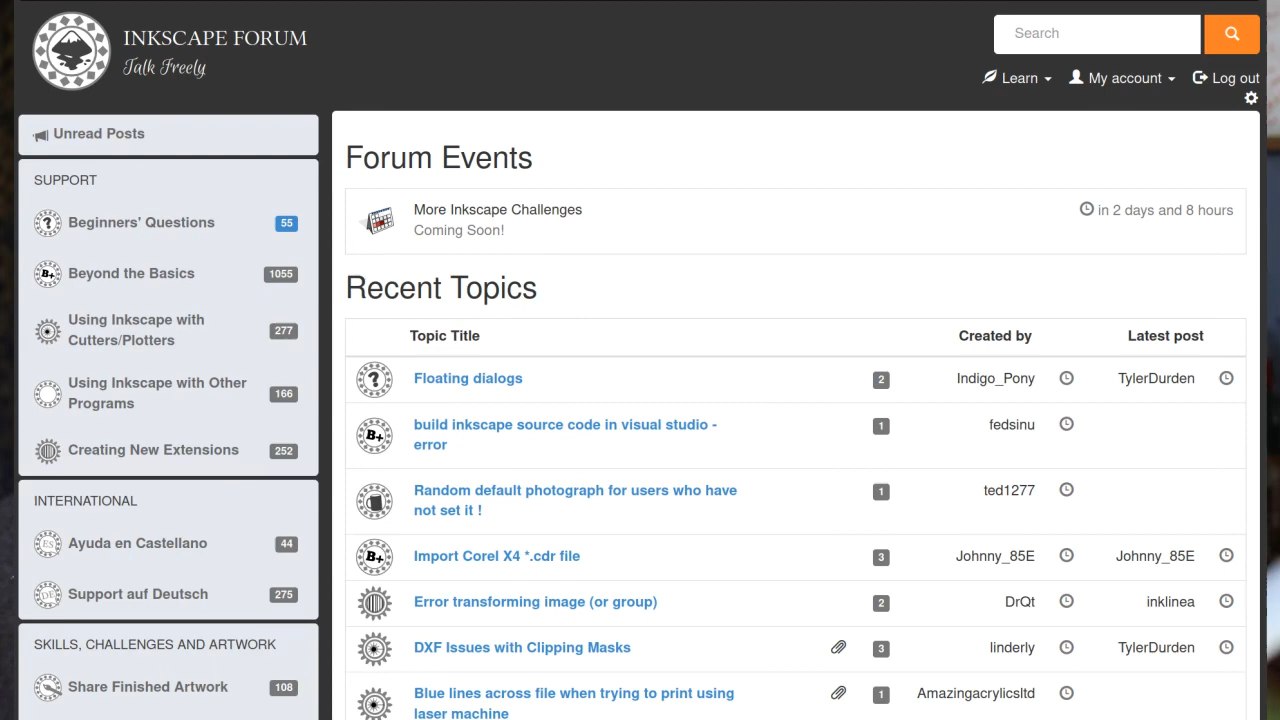 INKSCAPE FORUM
Talk Freely
Search
Learn
My account
Log out
Unread Posts
SUPPORT
Beginners' Questions 55
B+ Beyond the Basics 1055
Using Inkscape with
Cutters/Plotters 277
Using Inkscape with Other
Programs 166
Creating New Extensions 252
INTERNATIONAL
ES Ayuda en Castellano 44
DE Support auf Deutsch 275
SKILLS, CHALLENGES AND ARTWORK
Share Finished Artwork 108
Forum Events
More Inkscape Challenges in 2 days and 8 hours
Coming Soon!
Recent Topics
Topic Title Created by Latest post
? Floating dialogs 2 Indigo_Pony TylerDurden
B+ build inkscape source code in visual studio - 1 fedsinu
error
Random default photograph for users who have 1 ted1277
not set it !
B+ Import Corel X4 *.cdr file 3 Johnny_85E Johnny_85E
Error transforming image (or group) 2 DrQt inklinea
DXF Issues with Clipping Masks 3 linderly TylerDurden
Blue lines across file when trying to print using 1 Amazingacrylicsltd
laser machine